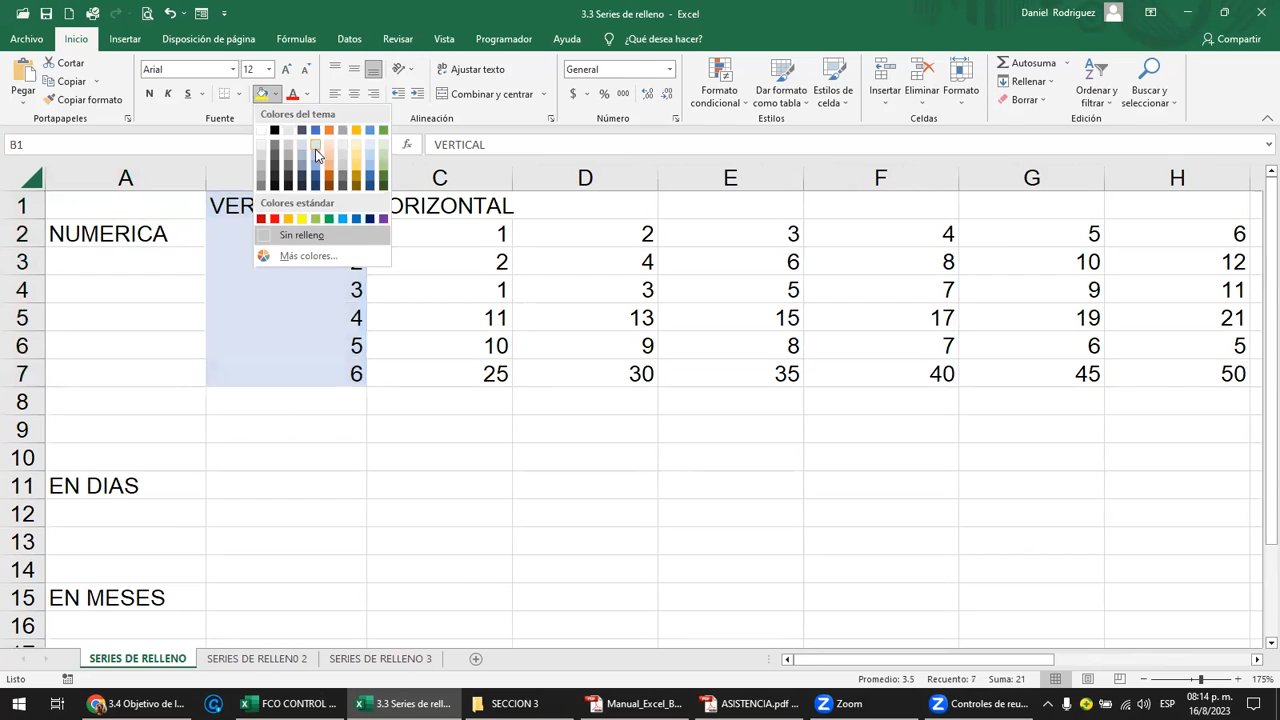 3.3 Series de relleno - Excel
Daniel Rodriguez
Archivo Inicio Insertar Disposición de página Fórmulas Datos Revisar Vista Programador Ayuda ¿Qué desea hacer? Compartir
Pegar
Cortar
Copiar
Copiar formato
Portapapeles
Arial 12
N K S
Fuente
Ajustar texto
Combinar y centrar
Alineación
General
$ % 000
Número
Formato condicional
Dar formato como tabla
Estilos de celda
Estilos
Insertar
Eliminar
Formato
Celdas
Autosuma
Rellenar
Borrar
Ordenar y filtrar
Buscar y seleccionar
Edición
Colores del tema
Colores estándar
Sin relleno
Más colores...
B1 fx VERTICAL
A C D E F G H
1 VER ORIZONTAL
2 NUMERICA 1 2 3 4 5 6
3 2 4 6 8 10 12
4 3 1 3 5 7 9 11
5 4 11 13 15 17 19 21
6 5 10 9 8 7 6 5
7 6 25 30 35 40 45 50
8
9
10
11 EN DIAS
12
13
14
15 EN MESES
16
SERIES DE RELLENO SERIES DE RELLEN0 2 SERIES DE RELLENO 3
Listo Promedio: 3.5 Recuento: 7 Suma: 21 175%
3.4 Objetivo de l... FCO CONTROL ... 3.3 Series de rell... SECCION 3 Manual_Excel_B... ASISTENCIA.pdf ... Zoom Controles de reu... ESP 08:14 p. m.
16/8/2023